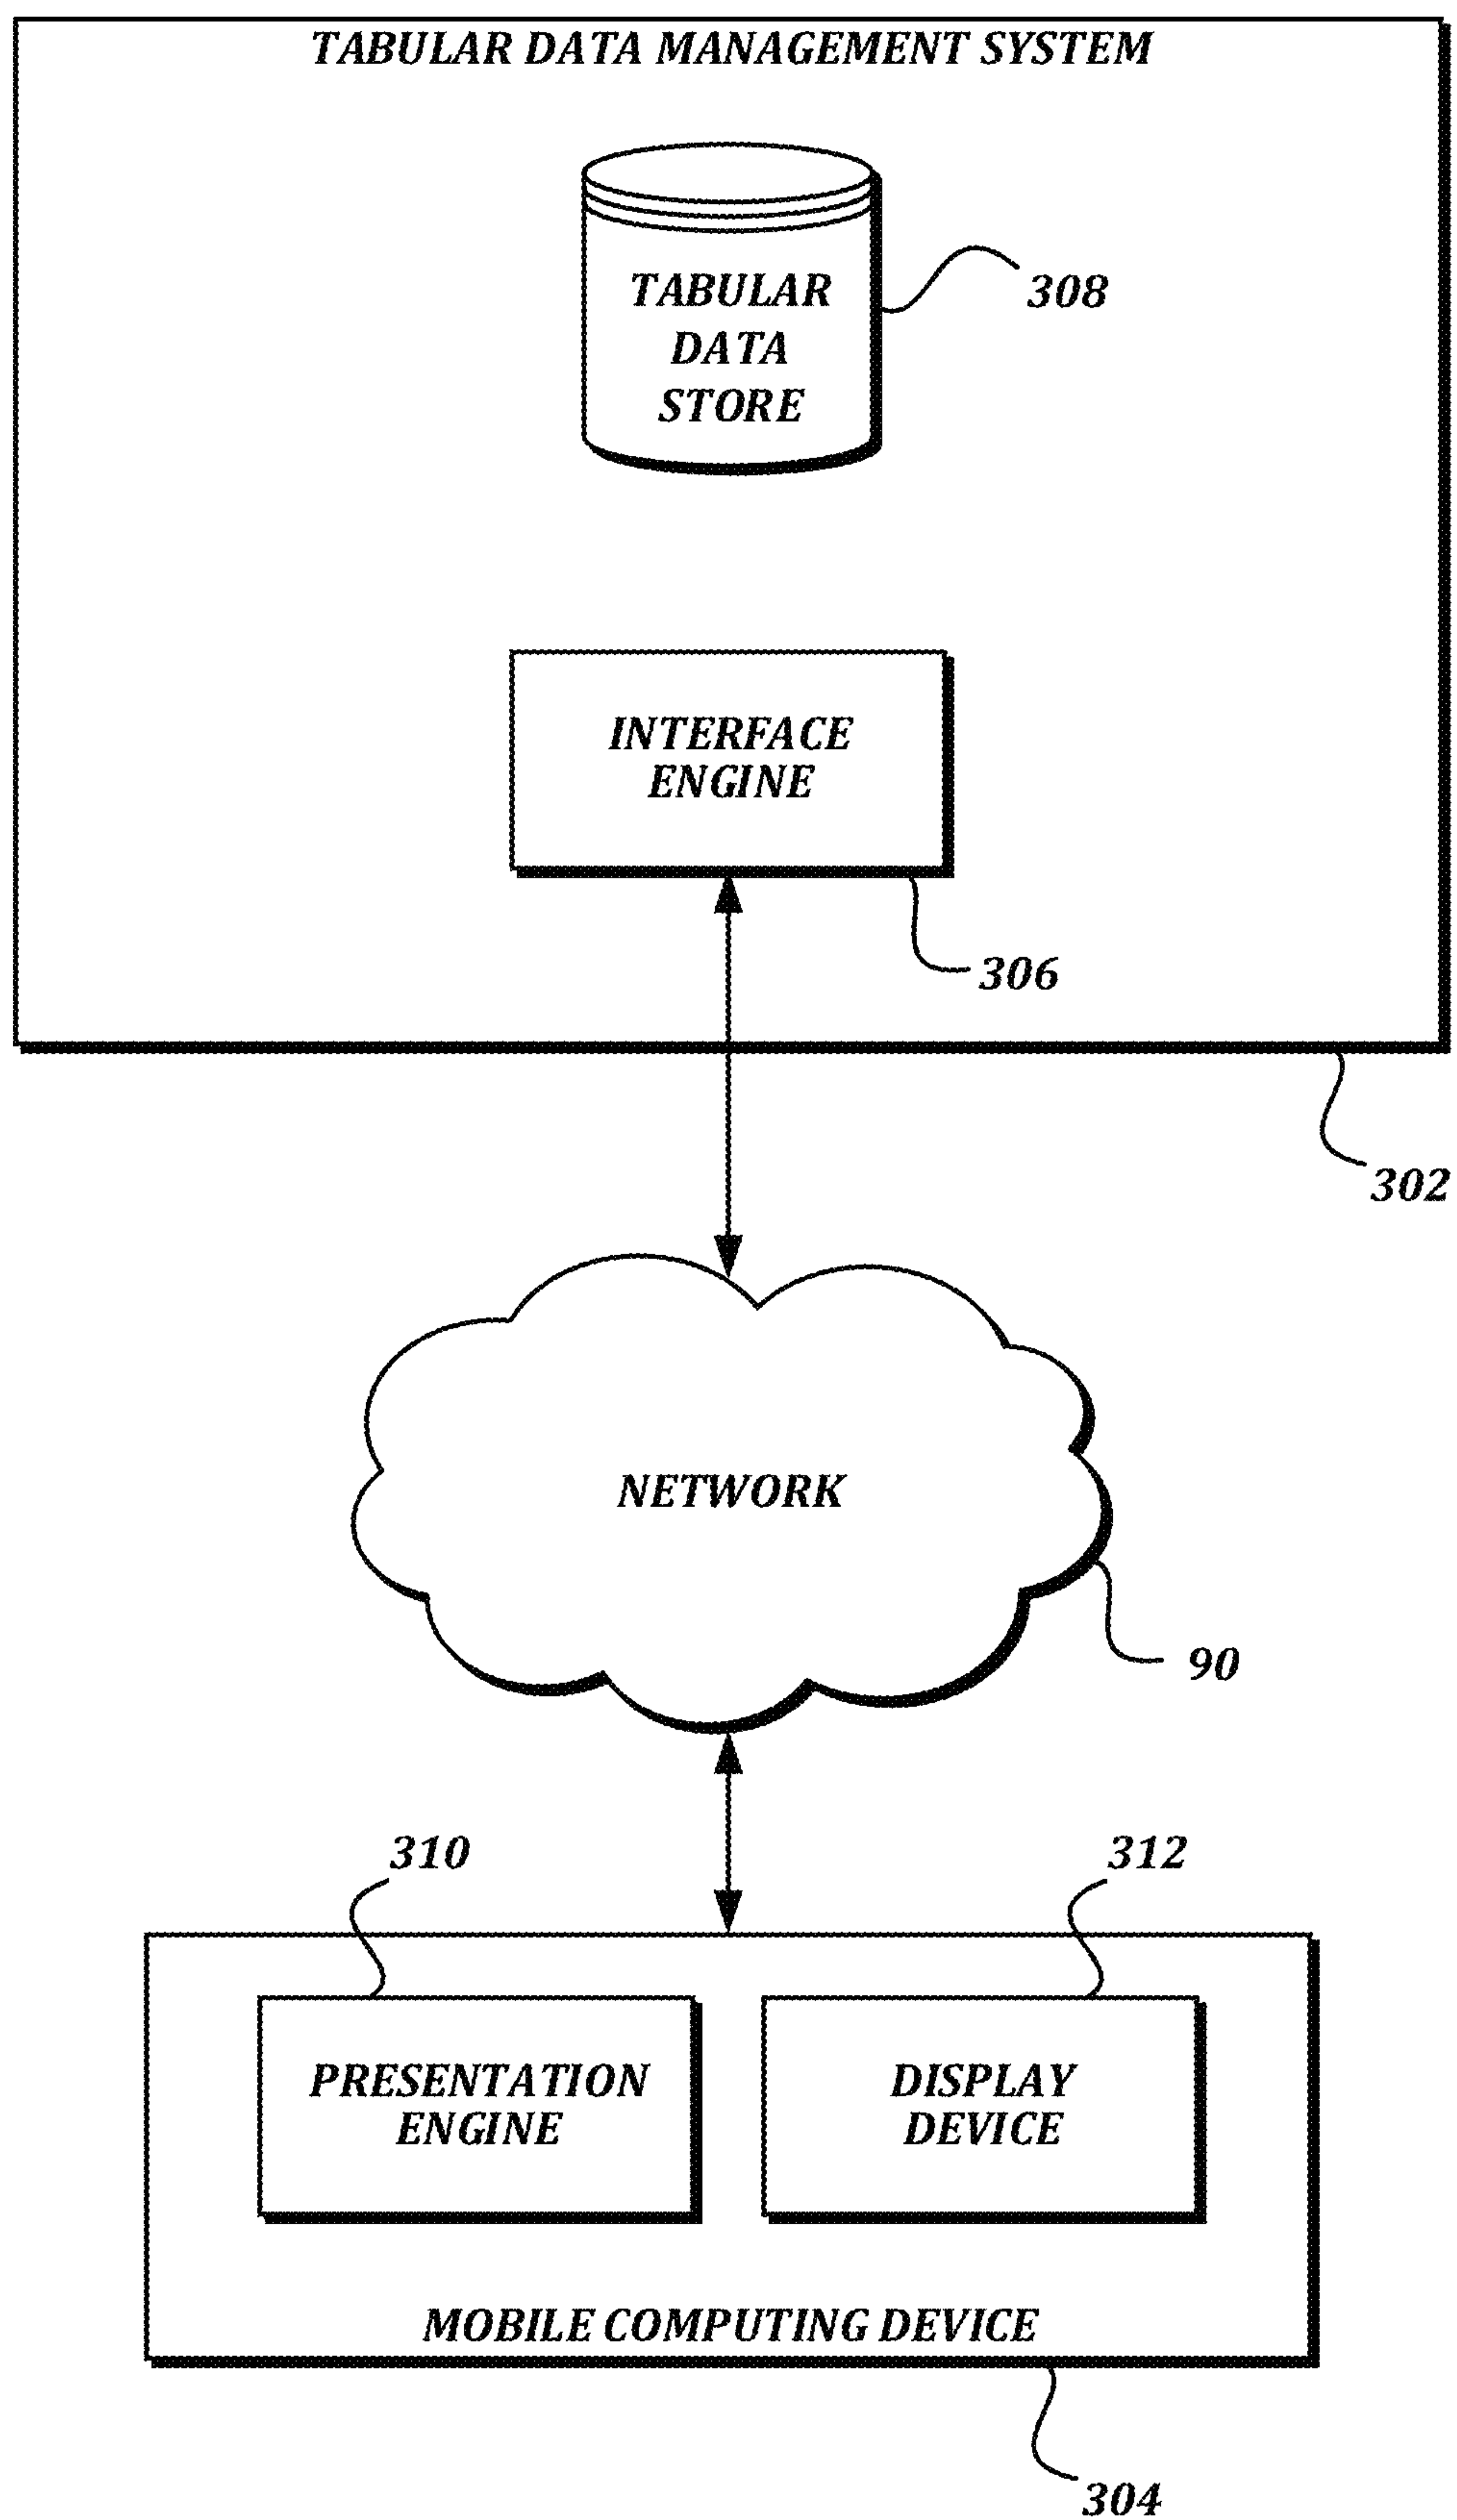 TABULAR DATA MANAGEMENT SYSTEM
TABULAR
DATA
STORE
308
INTERFACE
ENGINE
306
302
NETWORK
90
310
312
PRESENTATION
ENGINE
DISPLAY
DEVICE
MOBILE COMPUTING DEVICE
304